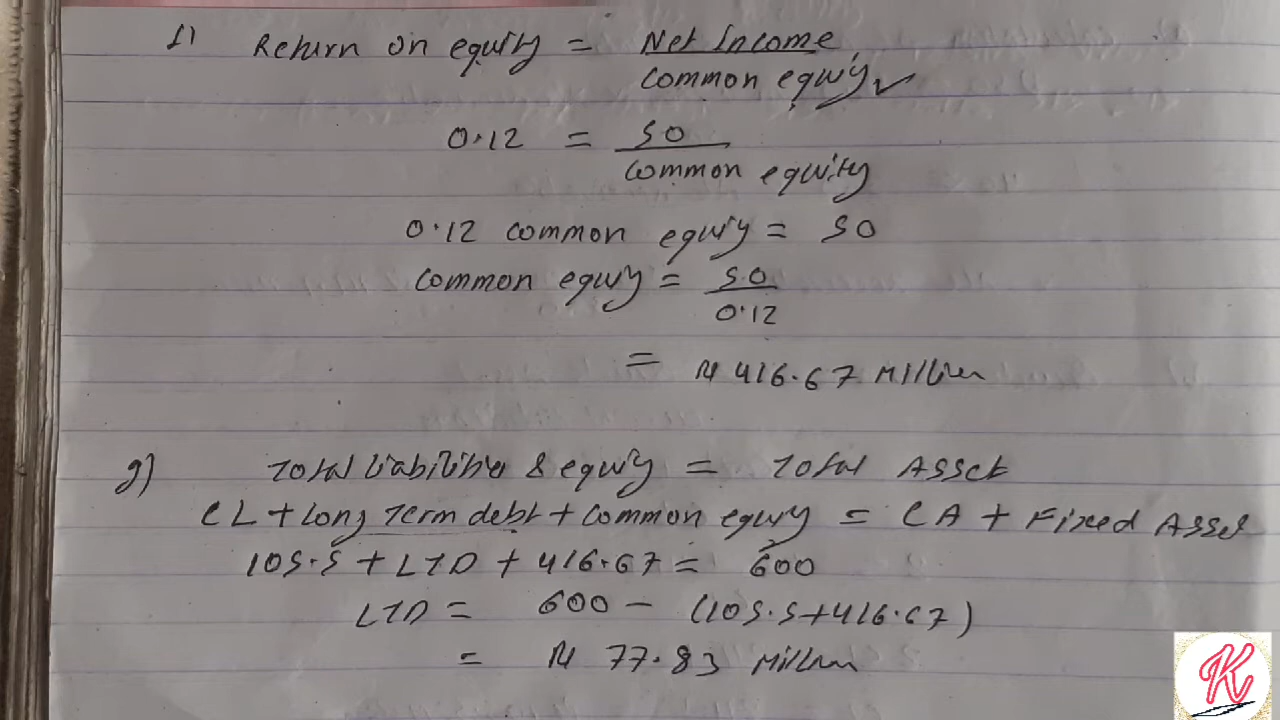 f) Return on equity = Net Income
Common equity
0.12 = 50
common equity
0.12 common equity = 50
common equity = 50
0.12
= Rs 416.67 Million
g) Total Liabilities & equity = Total Asset
CL + Long Term debt + Common equity = CA + Fixed Asset
105.5 + LTD + 416.67 = 600
LTD = 600 - (105.5+416.67)
= Rs 77.83 Million
K